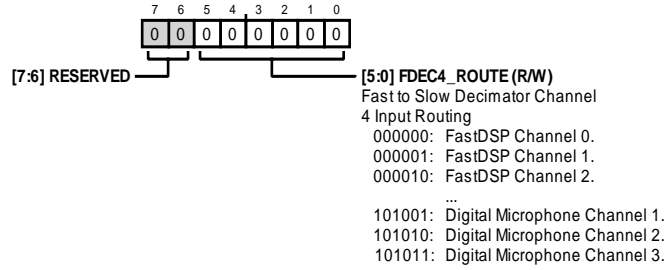 7 6 5 4 3 2 1 0
0 0 0 0 0 0 0 0
[7:6] RESERVED
[5:0] FDEC4_ROUTE (R/W)
Fast to Slow Decimator Channel
4 Input Routing
000000: FastDSP Channel 0.
000001: FastDSP Channel 1.
000010: FastDSP Channel 2.
...
101001: Digital Microphone Channel 1.
101010: Digital Microphone Channel 2.
101011: Digital Microphone Channel 3.